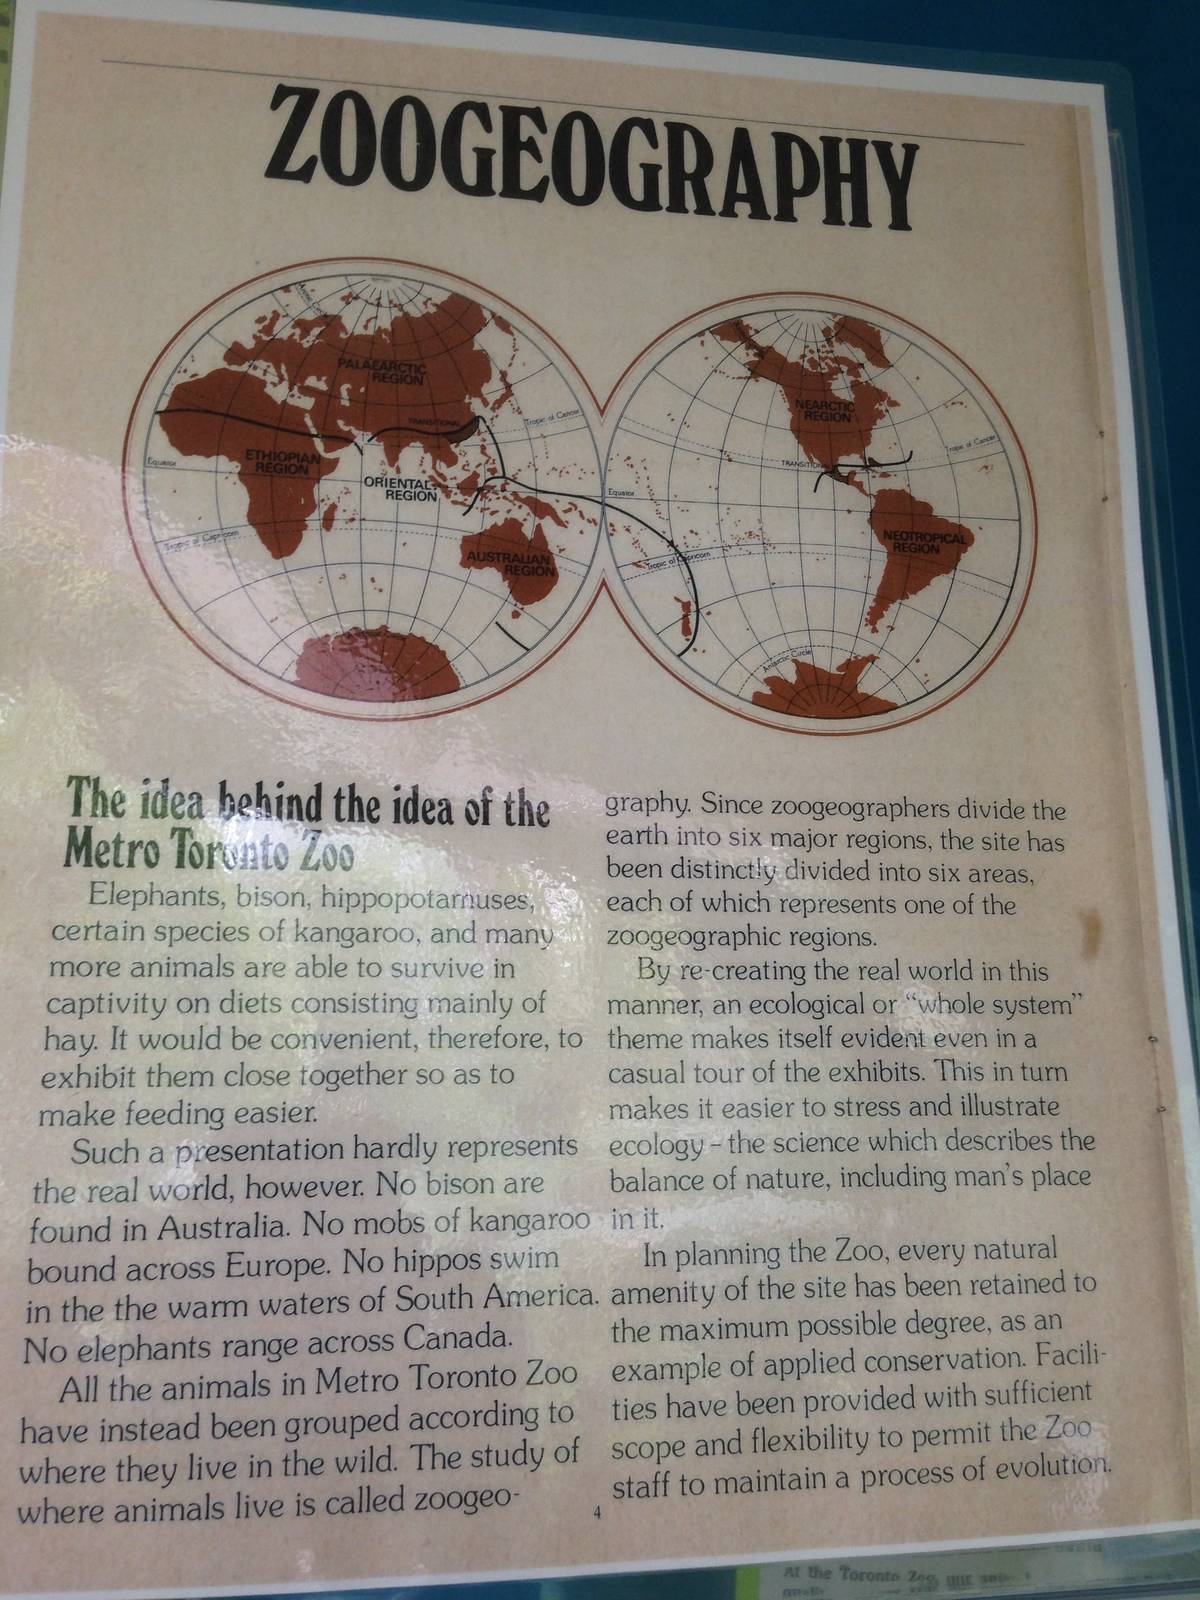 ZOOGEOGRAPHY
Arctic Circle
PALAEARCTIC
REGION
TRANSITIONAL
Tropic of Cancer
Equator
ETHIOPIAN
REGION
ORIENTAL
REGION
Tropic of Capricorn
AUSTRALIAN
REGION
NEARCTIC
REGION
Tropic of Cancer
TRANSITIONAL
Equator
NEOTROPICAL
REGION
Tropic of Capricorn
Antarctic Circle
The idea behind the idea of the
Metro Toronto Zoo
Elephants, bison, hippopotamuses,
certain species of kangaroo, and many
more animals are able to survive in
captivity on diets consisting mainly of
hay. It would be convenient, therefore, to
exhibit them close together so as to
make feeding easier.
Such a presentation hardly represents
the real world, however. No bison are
found in Australia. No mobs of kangaroo
bound across Europe. No hippos swim
in the the warm waters of South America.
No elephants range across Canada.
All the animals in Metro Toronto Zoo
have instead been grouped according to
where they live in the wild. The study of
where animals live is called zoogeo-
graphy. Since zoogeographers divide the
earth into six major regions, the site has
been distinctly divided into six areas,
each of which represents one of the
zoogeographic regions.
By re-creating the real world in this
manner, an ecological or “whole system”
theme makes itself evident even in a
casual tour of the exhibits. This in turn
makes it easier to stress and illustrate
ecology – the science which describes the
balance of nature, including man's place
in it.
In planning the Zoo, every natural
amenity of the site has been retained to
the maximum possible degree, as an
example of applied conservation. Facili-
ties have been provided with sufficient
scope and flexibility to permit the Zoo
staff to maintain a process of evolution.
4
At the Toronto Zoo, our